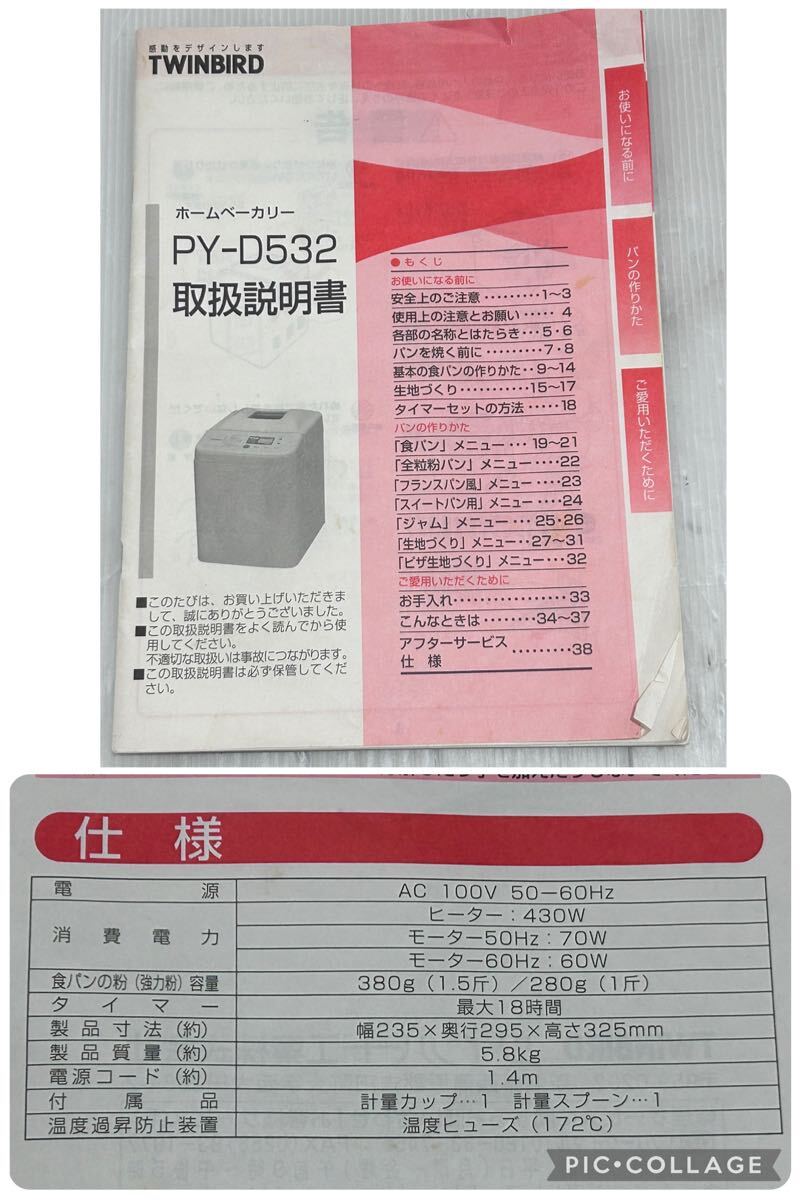 感動をデザインします
TWINBIRD
ホームベーカリー
PY-D532
取扱説明書
■このたびは、お買い上げいただきま
して、誠にありがとうございました。
■この取扱説明書をよく読んでから使
用してください。
不適切な取扱いは事故につながります。
■この取扱説明書は必ず保管してくだ
さい。
●もくじ
お使いになる前に
安全上のご注意 ・・・・・・・・・1〜3
使用上の注意とお願い ・・・・・ 4
各部の名称とはたらき・・・5・6
パンを焼く前に・・・・・・・・・7・8
基本の食パンの作りかた・・9〜14
生地づくり・・・・・・・・・・15〜17
タイマーセットの方法 ・・・・・18
パンの作りかた
「食パン」メニュー・・・ 19〜21
「全粒粉パン」メニュー・・・・22
「フランスパン風」メニュー・・・・23
「スイートパン用」メニュー・・・・24
「ジャム」メニュー・・・ 25・26
「生地づくり」メニュー・・27〜31
「ピザ生地づくり」メニュー・・・32
ご愛用いただくために
お手入れ・・・・・・・・・・・・・・33
こんなときは・・・・・・・・34〜37
アフターサービス
仕 様 ・・・・・・・・・38
お使いになる前に
パンの作りかた
ご愛用いただくために
仕 様
電 源 AC 100V 50−60Hz
消 費 電 力 ヒーター：430W
モーター50Hz：70W
モーター60Hz：60W
食パンの粉（強力粉）容量 380g（1.5斤）／280g（1斤）
タ イ マ ー 最大18時間
製 品 寸 法（約） 幅235×奥行295×高さ325mm
製 品 質 量（約） 5.8kg
電源コード（約） 1.4m
付 属 品 計量カップ…1 計量スプーン…1
温度過昇防止装置 温度ヒューズ（172℃）
PIC•COLLAGE